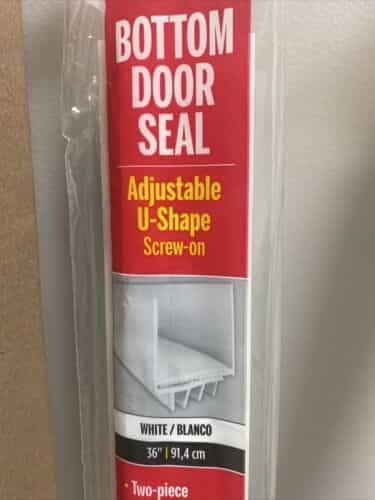 BOTTOM
DOOR
SEAL
Adjustable
U-Shape
Screw-on
WHITE / BLANCO
36" | 91,4 cm
• Two-piece